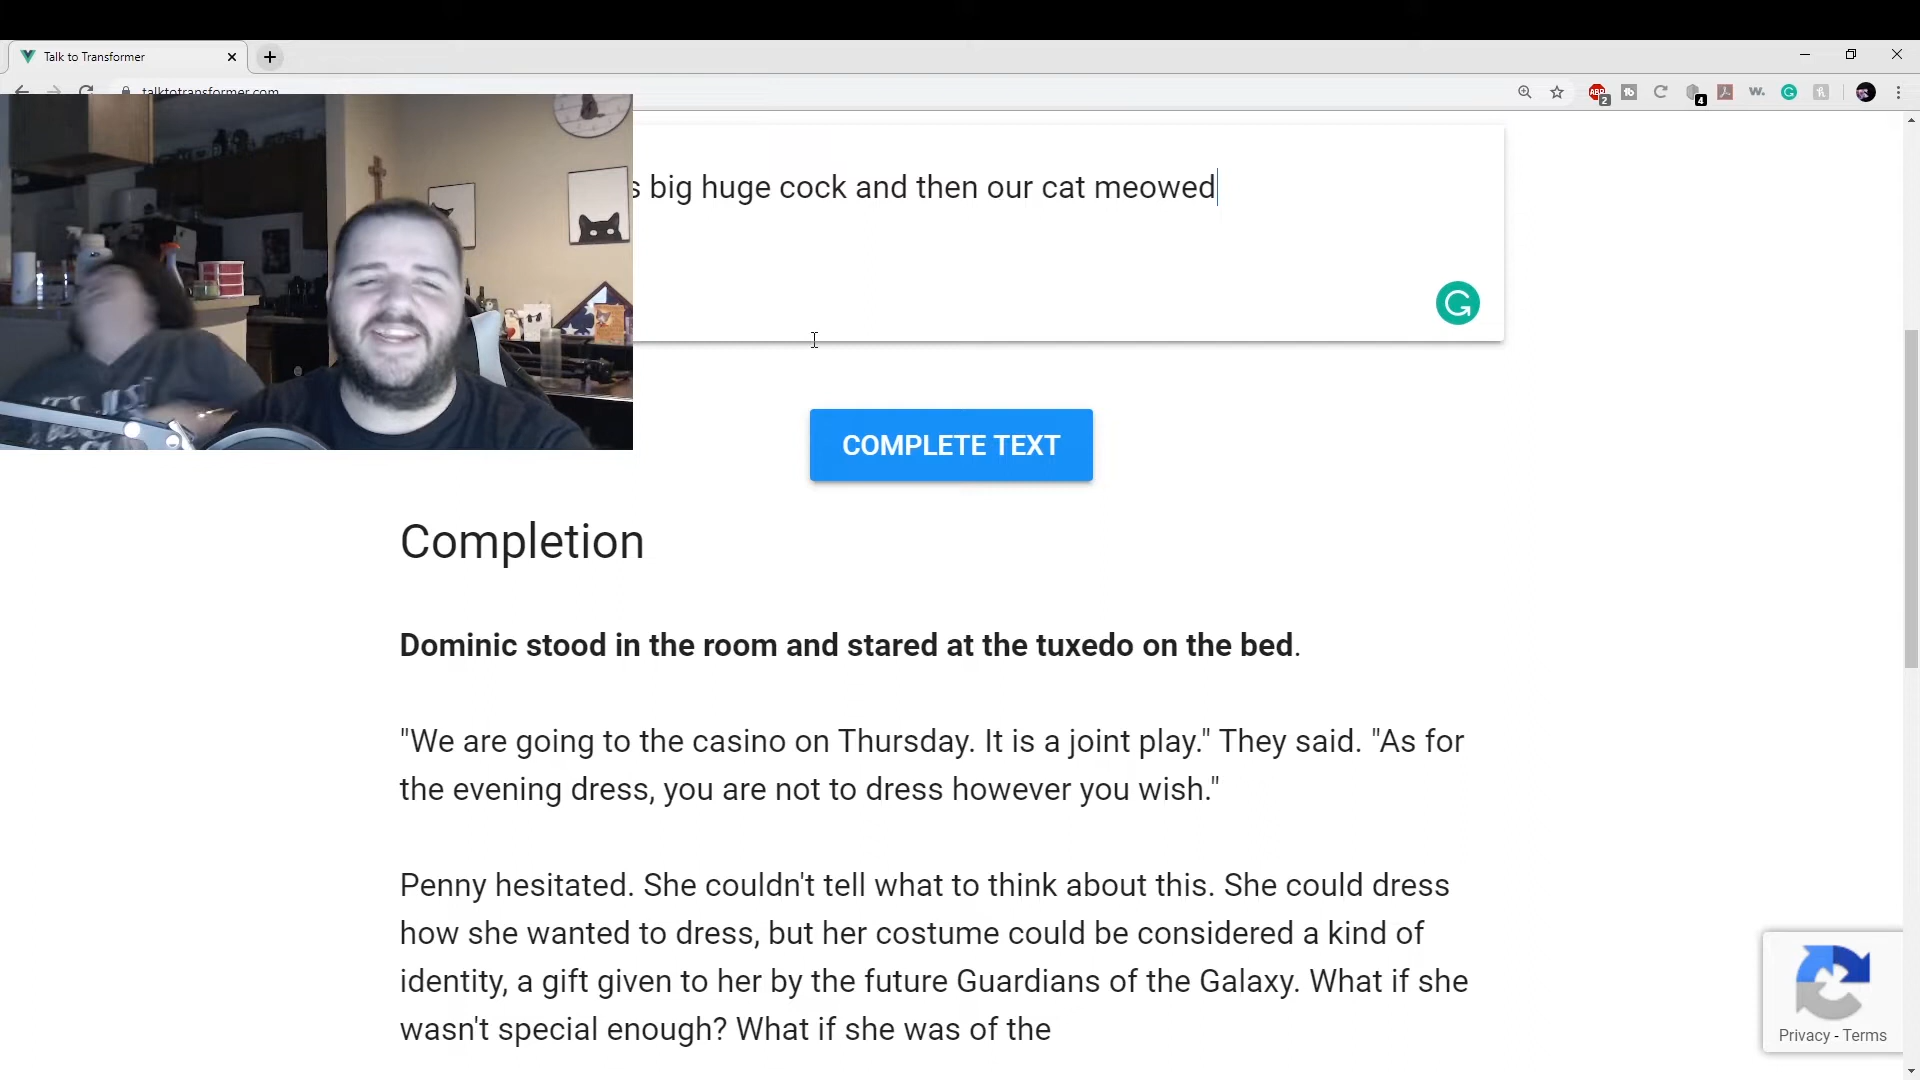 Talk to Transformer
talktotransformer.com
s big huge cock and then our cat meowed
COMPLETE TEXT
Completion
Dominic stood in the room and stared at the tuxedo on the bed.
"We are going to the casino on Thursday. It is a joint play." They said. "As for
the evening dress, you are not to dress however you wish."
Penny hesitated. She couldn't tell what to think about this. She could dress
how she wanted to dress, but her costume could be considered a kind of
identity, a gift given to her by the future Guardians of the Galaxy. What if she
wasn't special enough? What if she was of the
Privacy - Terms